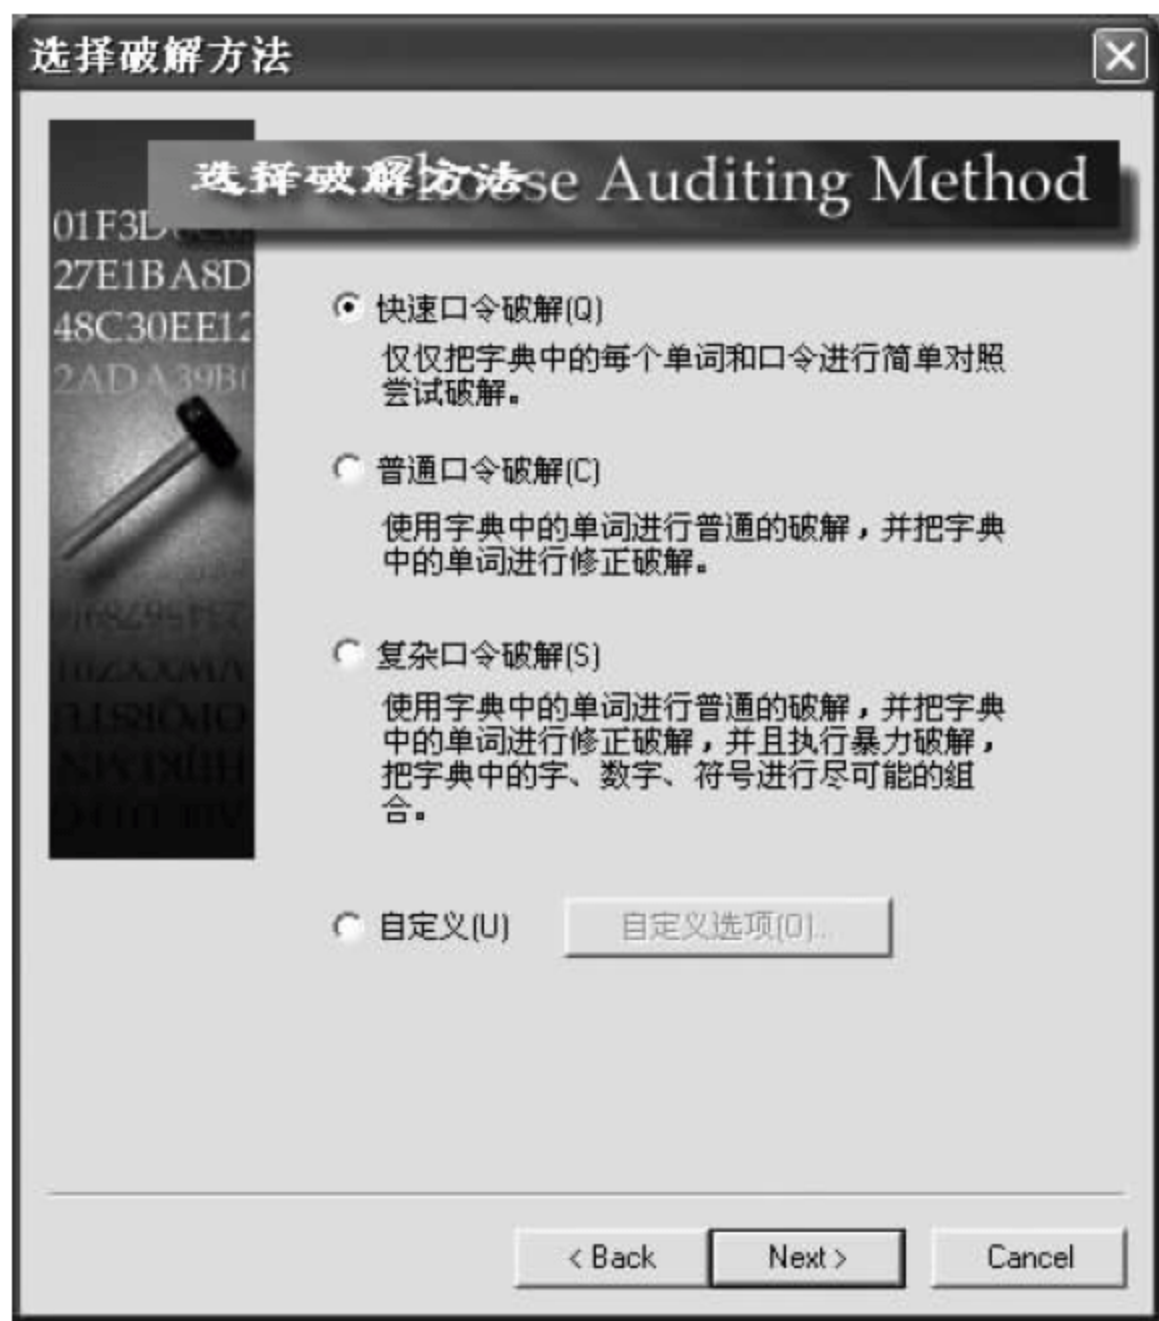 选择破解方法
选择破解方法 Choose Auditing Method
01F3D
27E1BA8D
48C30EE12
2ADA39B
快速口令破解(Q)
仅仅把字典中的每个单词和口令进行简单对照
尝试破解。
普通口令破解(C)
使用字典中的单词进行普通的破解，并把字典
中的单词进行修正破解。
复杂口令破解(S)
使用字典中的单词进行普通的破解，并把字典
中的单词进行修正破解，并且执行暴力破解，
把字典中的字、数字、符号进行尽可能的组
合。
自定义(U)
自定义选项(O)...
< Back
Next >
Cancel